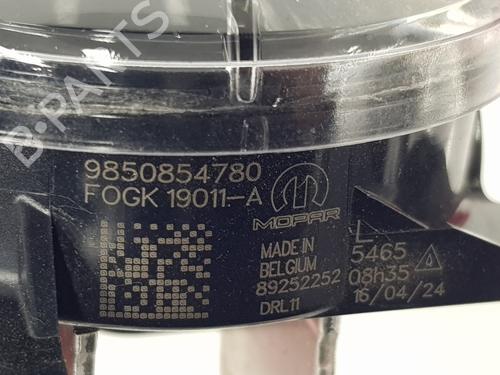 B-PARTS
9850854780
FOGK 19011-A
MOPAR
MADE IN
BELGIUM
89252252
DRL11
L
5465
08h35
16/04/24